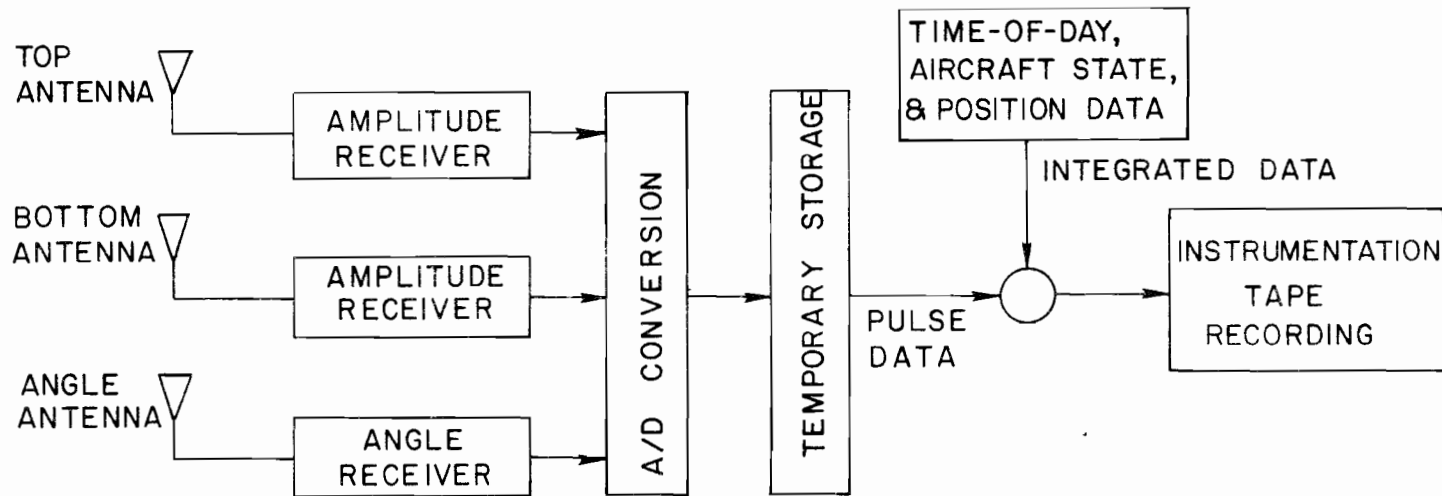 TOP
ANTENNA
AMPLITUDE
RECEIVER
BOTTOM
ANTENNA
AMPLITUDE
RECEIVER
ANGLE
ANTENNA
ANGLE
RECEIVER
A/D CONVERSION
TEMPORARY STORAGE
PULSE
DATA
TIME-OF-DAY,
AIRCRAFT STATE,
& POSITION DATA
INTEGRATED DATA
INSTRUMENTATION
TAPE
RECORDING